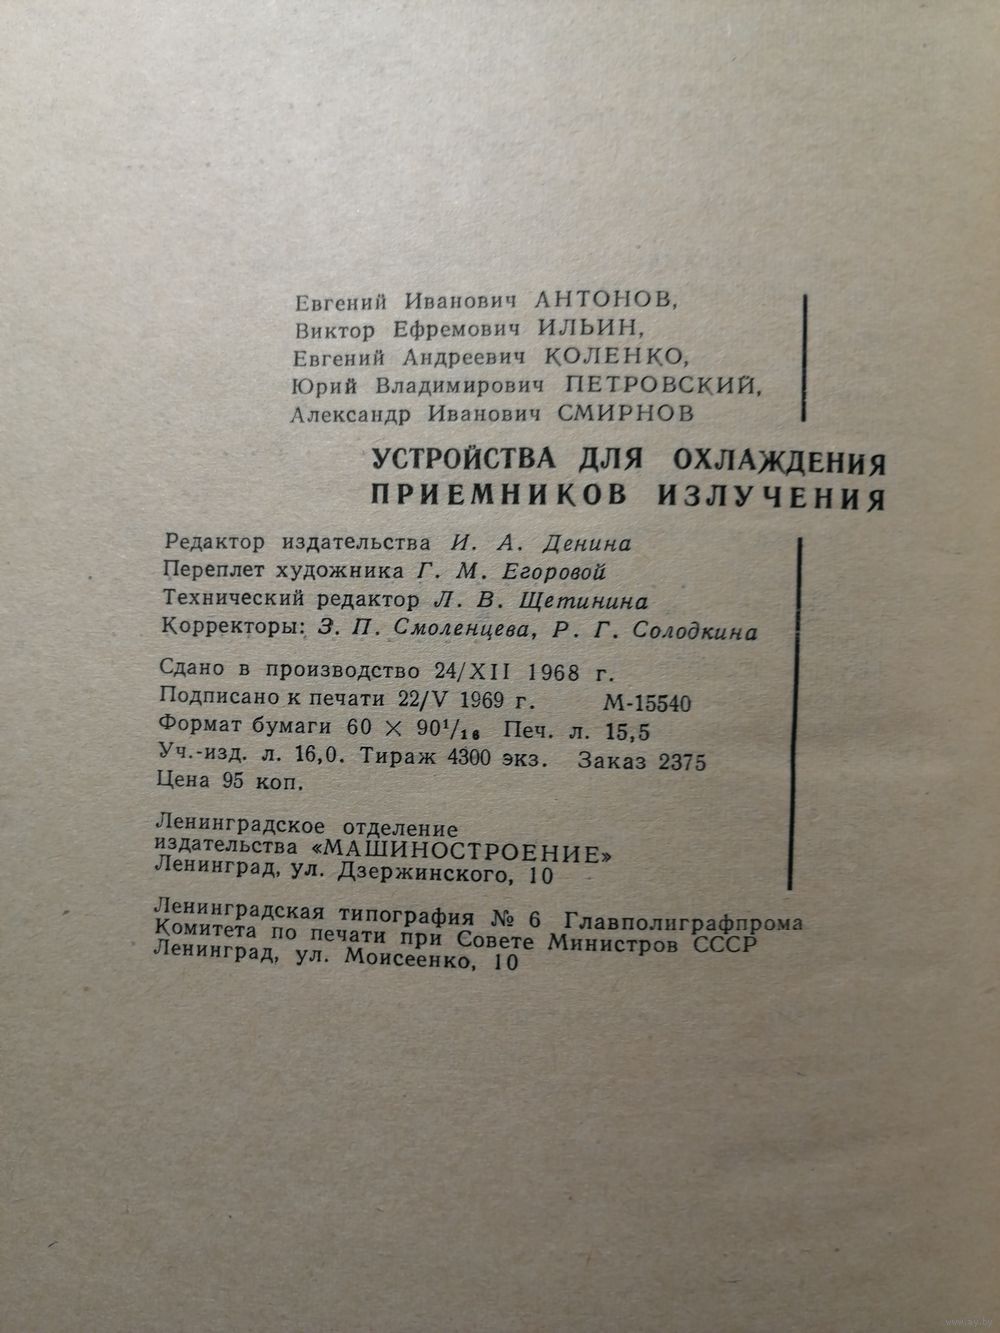 Евгений Иванович АНТОНОВ,
Виктор Ефремович ИЛЬИН,
Евгений Андреевич КОЛЕНКО,
Юрий Владимирович ПЕТРОВСКИЙ,
Александр Иванович СМИРНОВ
УСТРОЙСТВА ДЛЯ ОХЛАЖДЕНИЯ
ПРИЕМНИКОВ ИЗЛУЧЕНИЯ
Редактор издательства И. А. Денина
Переплет художника Г. М. Егоровой
Технический редактор Л. В. Щетинина
Корректоры: З. П. Смоленцева, Р. Г. Солодкина
Сдано в производство 24/XII 1968 г.
Подписано к печати 22/V 1969 г. М-15540
Формат бумаги 60 × 90¹/₁₆ Печ. л. 15,5
Уч.-изд. л. 16,0. Тираж 4300 экз. Заказ 2375
Цена 95 коп.
Ленинградское отделение
издательства «МАШИНОСТРОЕНИЕ»
Ленинград, ул. Дзержинского, 10
Ленинградская типография № 6 Главполиграфпрома
Комитета по печати при Совете Министров СССР
Ленинград, ул. Моисеенко, 10
www.ay.by